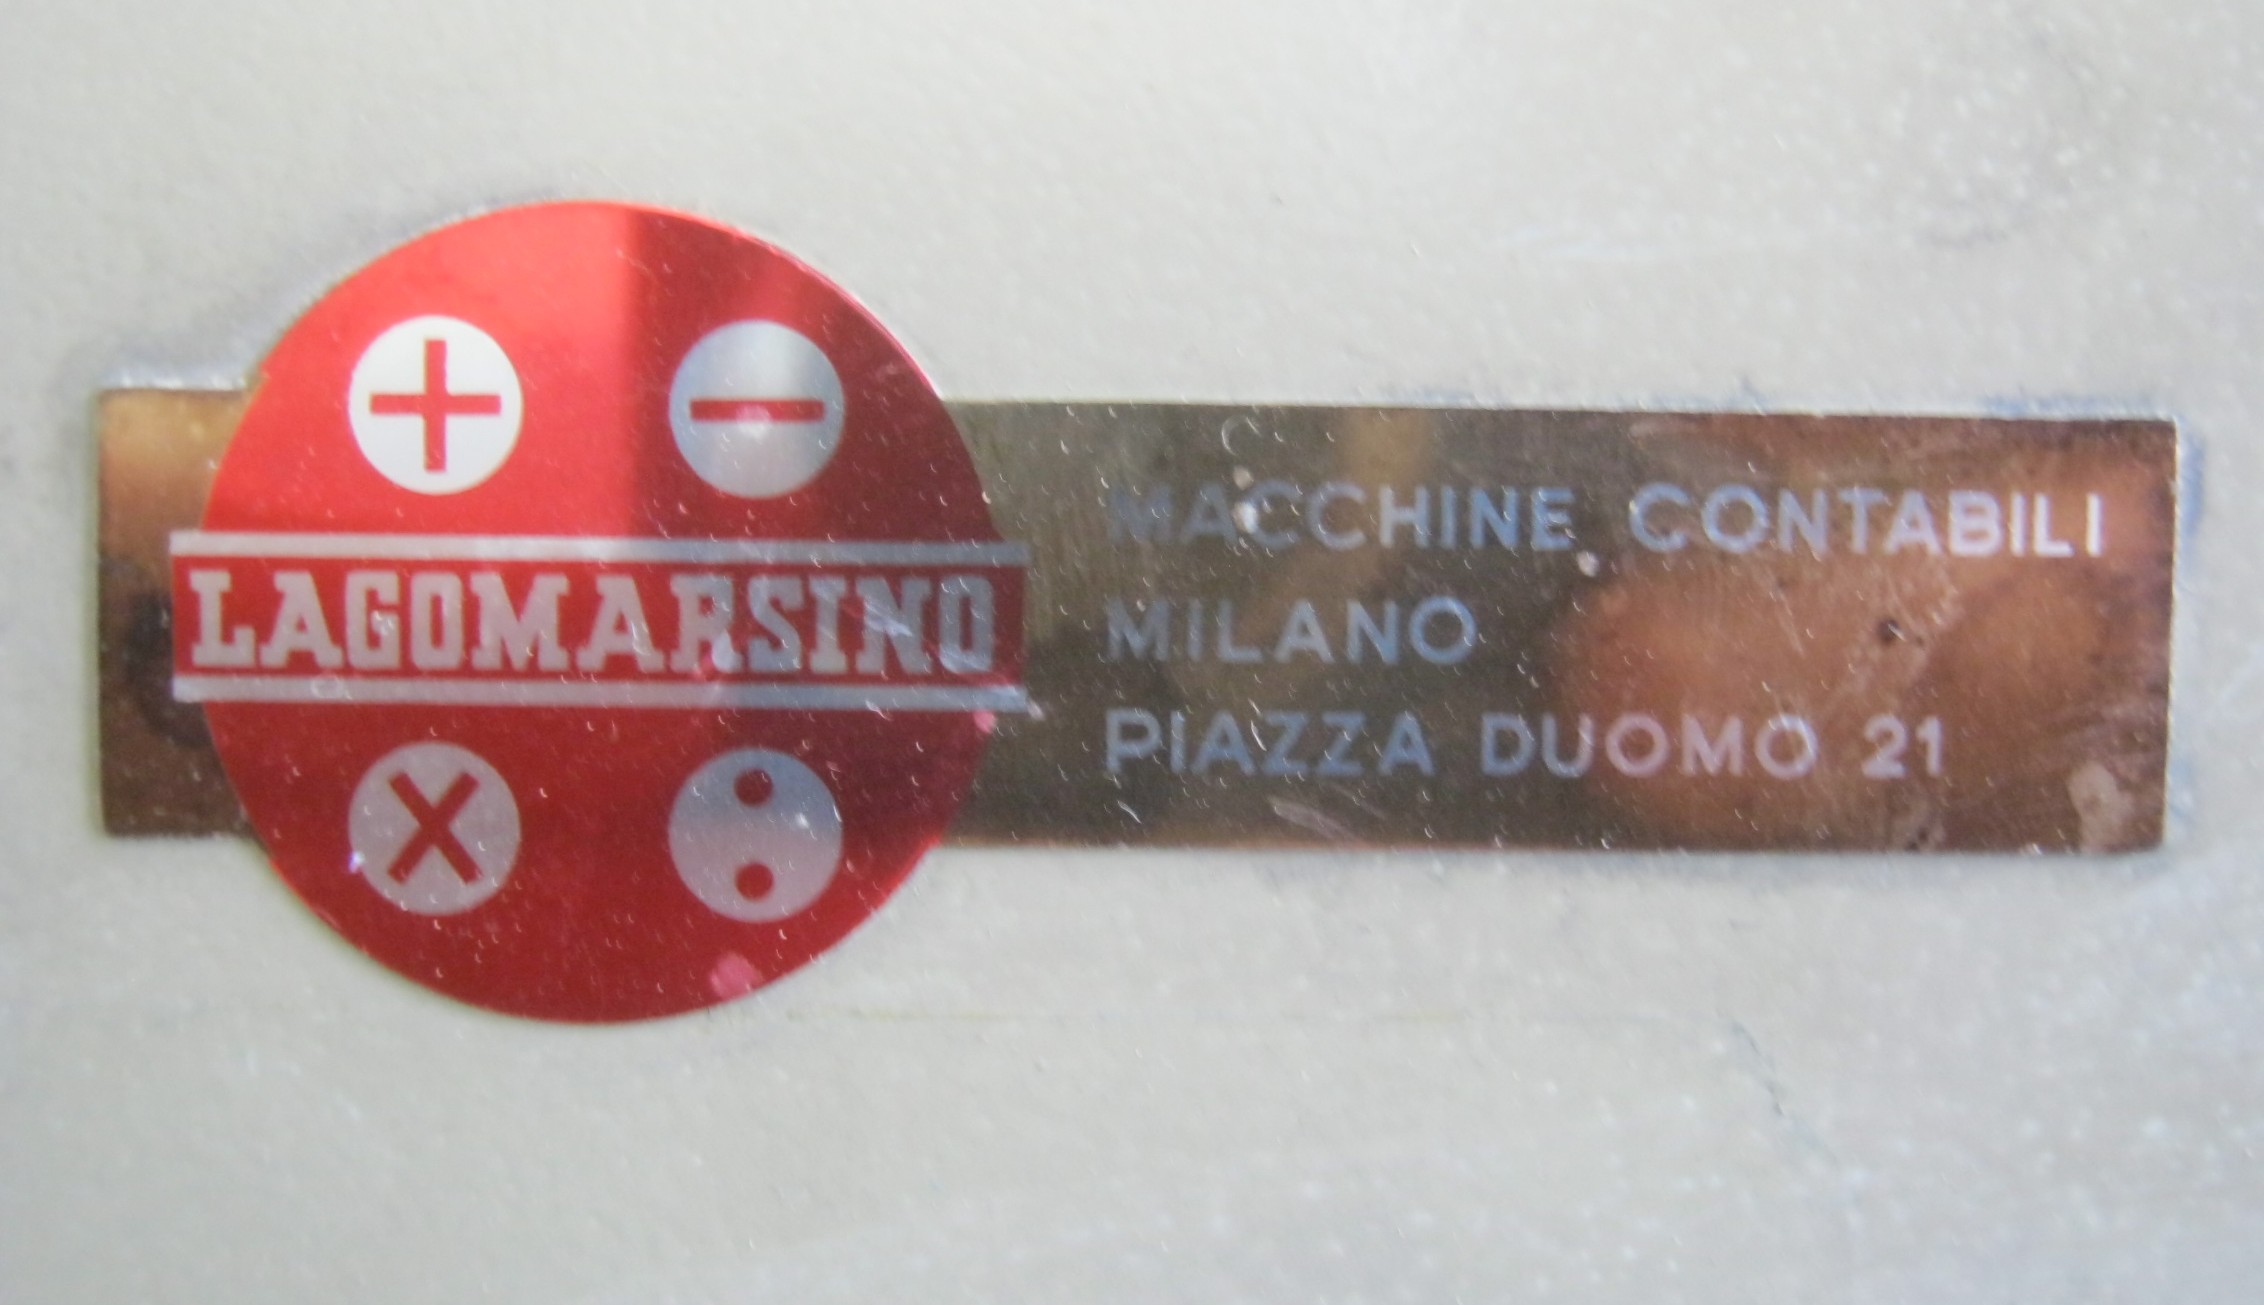 + -
LAGOMARSINO
× :
MACCHINE CONTABILI
MILANO
PIAZZA DUOMO 21